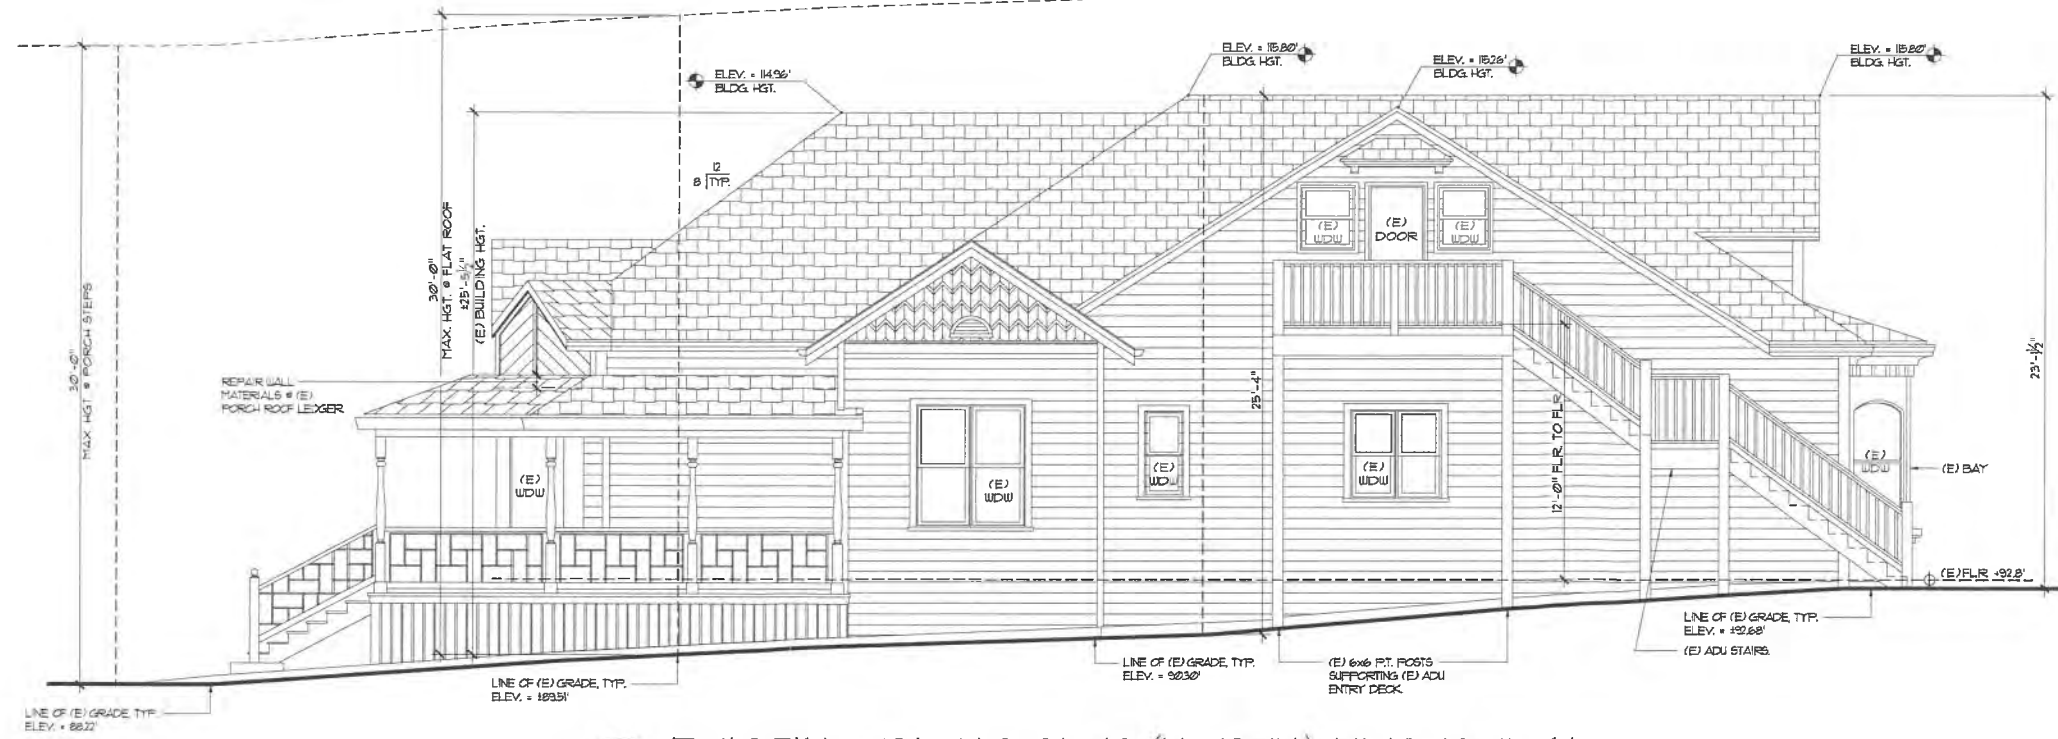 ELEV. = 114.96'
BLDG. HGT.
ELEV. = 115.80'
BLDG. HGT.
ELEV. = 115.26'
BLDG. HGT.
ELEV. = 115.80'
BLDG. HGT.
12
8
TYP.
30'-0"
MAX. HGT. @ FLAT ROOF
±25'-5½"
(E) BUILDING HGT.
30'-0"
MAX. HGT @ PORCH STEPS
REPAIR WALL
MATERIALS @ (E)
PORCH ROOF LEDGER
(E)
WDW
(E)
WDW
(E)
WDW
25'-4"
(E)
WDW
(E)
DOOR
(E)
WDW
(E)
WDW
12'-0" FLR. TO FLR.
(E)
WDW
(E) BAY
23'-1½"
(E) FLR +92.8'
LINE OF (E) GRADE, TYP.
ELEV. = ±92.68'
(E) ADU STAIRS
(E) 6x6 P.T. POSTS
SUPPORTING (E) ADU
ENTRY DECK
LINE OF (E) GRADE, TYP.
ELEV. = 90.30'
LINE OF (E) GRADE, TYP.
ELEV. = ±89.51'
LINE OF (E) GRADE, TYP.
ELEV. = 88.22'